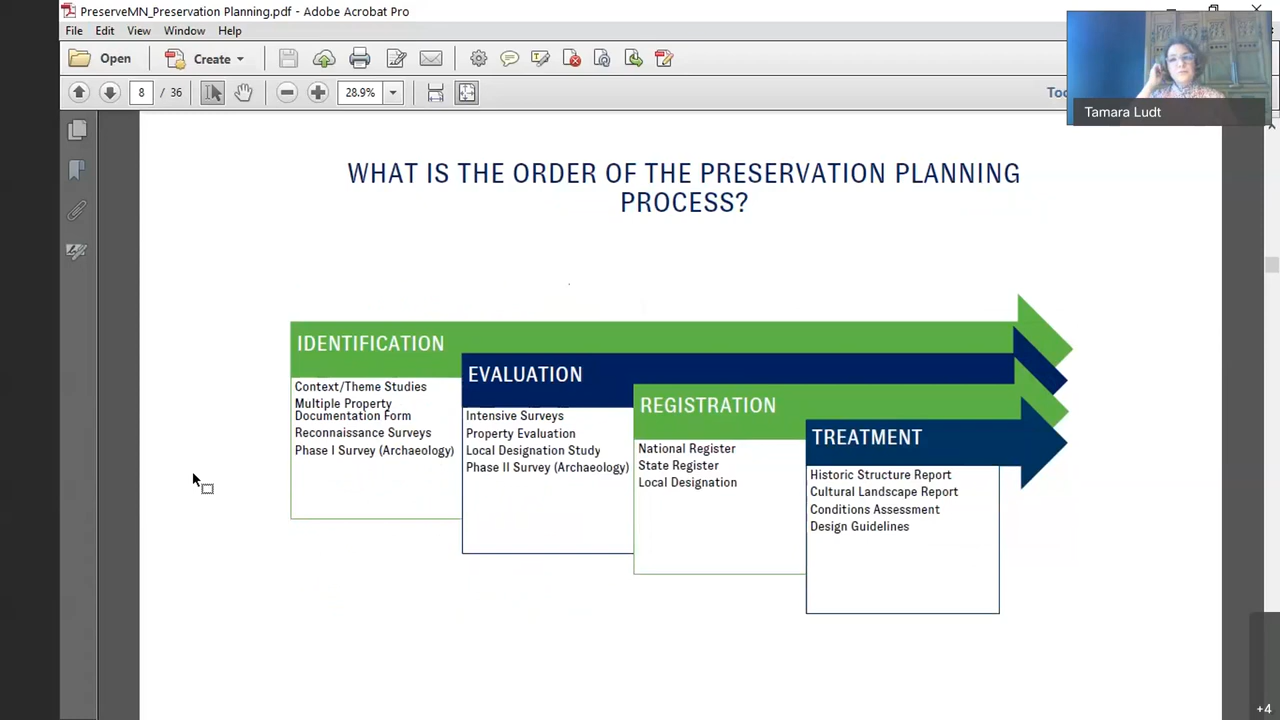 PreserveMN_Preservation Planning.pdf - Adobe Acrobat Pro
File Edit View Window Help
Open Create
8 / 36 28.9%
Tamara Ludt
WHAT IS THE ORDER OF THE PRESERVATION PLANNING
PROCESS?
IDENTIFICATION
Context/Theme Studies
Multiple Property
Documentation Form
Reconnaissance Surveys
Phase I Survey (Archaeology)
EVALUATION
Intensive Surveys
Property Evaluation
Local Designation Study
Phase II Survey (Archaeology)
REGISTRATION
National Register
State Register
Local Designation
TREATMENT
Historic Structure Report
Cultural Landscape Report
Conditions Assessment
Design Guidelines
+4